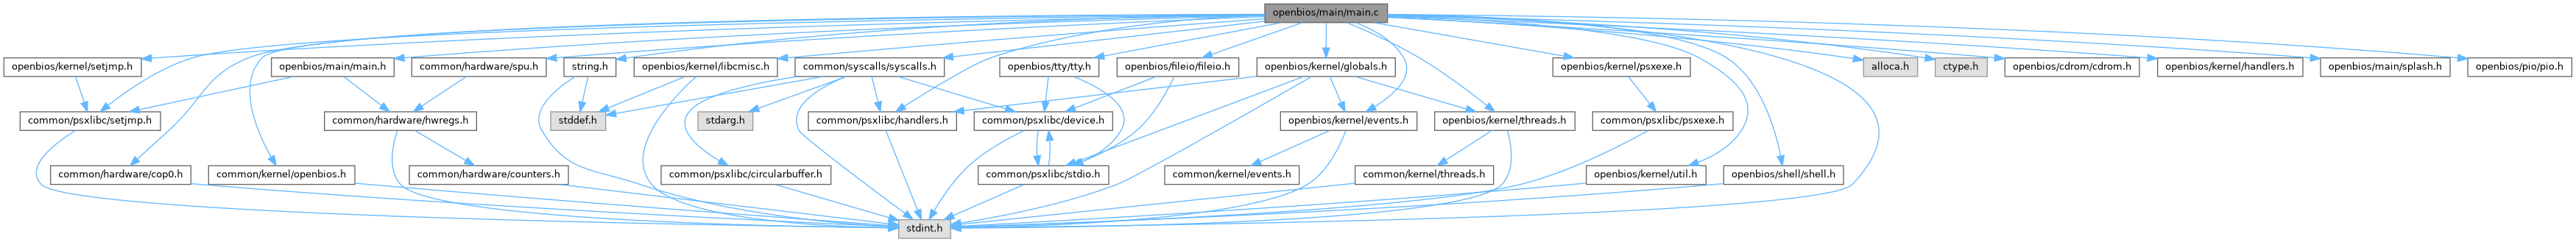 openbios/main/main.c
openbios/kernel/setjmp.h
openbios/main/main.h
common/hardware/spu.h
string.h
openbios/kernel/libcmisc.h
common/syscalls/syscalls.h
openbios/tty/tty.h
openbios/fileio/fileio.h
openbios/kernel/globals.h
openbios/kernel/psxexe.h
alloca.h
ctype.h
openbios/cdrom/cdrom.h
openbios/kernel/handlers.h
openbios/main/splash.h
openbios/pio/pio.h
common/psxlibc/setjmp.h
common/hardware/hwregs.h
stddef.h
stdarg.h
common/psxlibc/handlers.h
common/psxlibc/device.h
openbios/kernel/events.h
openbios/kernel/threads.h
common/psxlibc/psxexe.h
common/hardware/cop0.h
common/kernel/openbios.h
common/hardware/counters.h
common/psxlibc/circularbuffer.h
common/psxlibc/stdio.h
common/kernel/events.h
common/kernel/threads.h
openbios/kernel/util.h
openbios/shell/shell.h
stdint.h